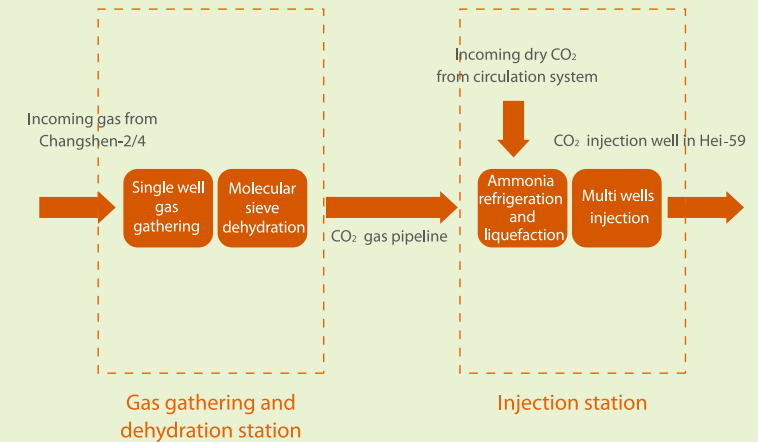 Incoming dry CO₂
from circulation system
Incoming gas from
Changshen-2/4
CO₂ injection well in Hei-59
Single well
gas
gathering
Molecular
sieve
dehydration
Ammonia
refrigeration
and
liquefaction
Multi wells
injection
CO₂ gas pipeline
Gas gathering and
dehydration station
Injection station